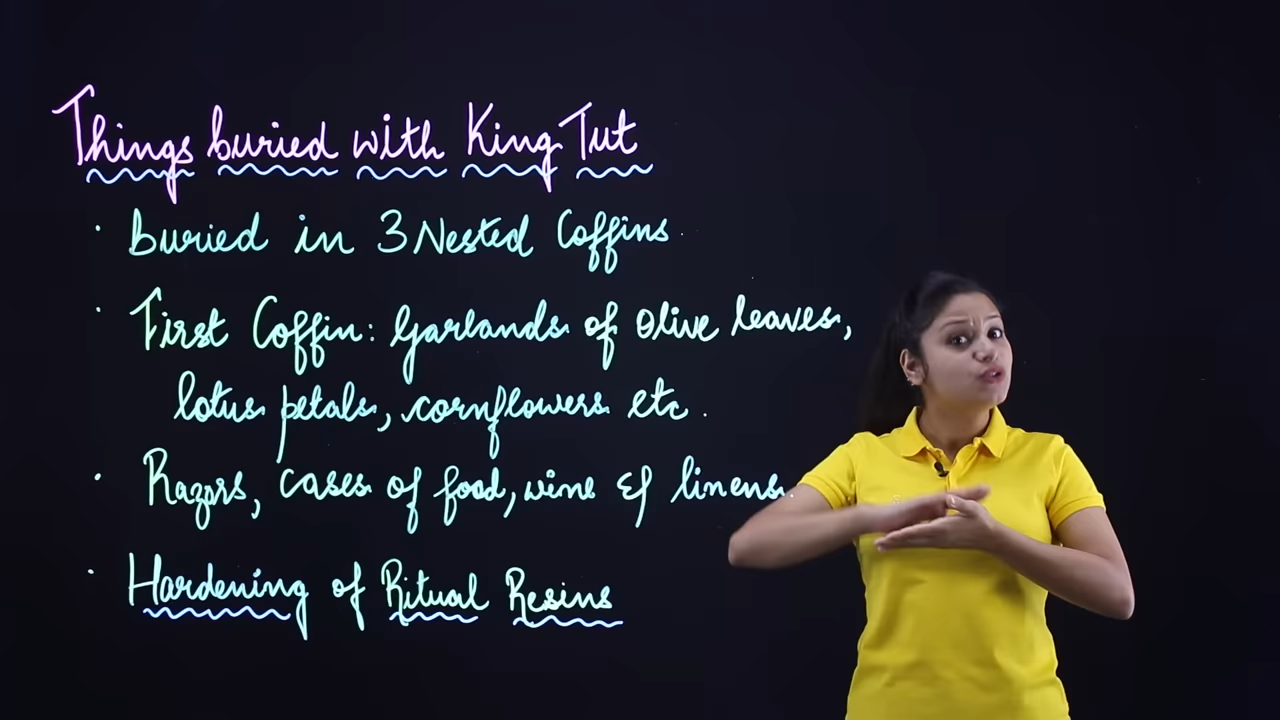 Things buried with King Tut
· Buried in 3 Nested Coffins.
· First Coffin: Garlands of Olive leaves,
lotus petals, cornflowers etc.
· Razors, cases of food, wine & linens.
· Hardening of Ritual Resins